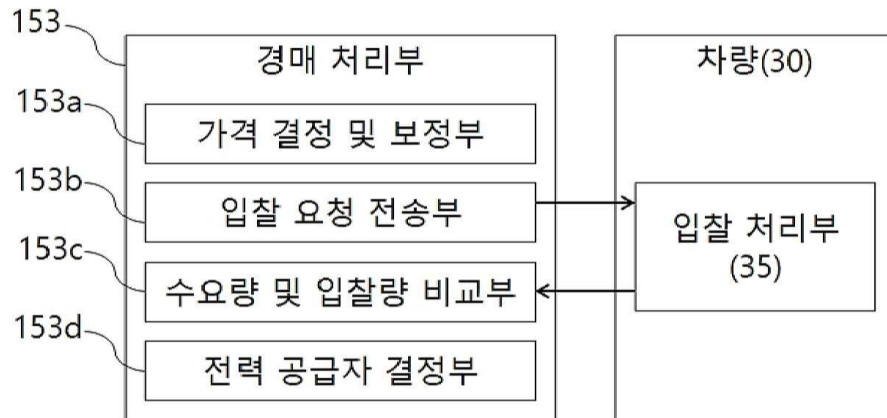 153
경매 처리부
차량(30)
153a
가격 결정 및 보정부
153b
입찰 요청 전송부
입찰 처리부
(35)
153c
수요량 및 입찰량 비교부
153d
전력 공급자 결정부